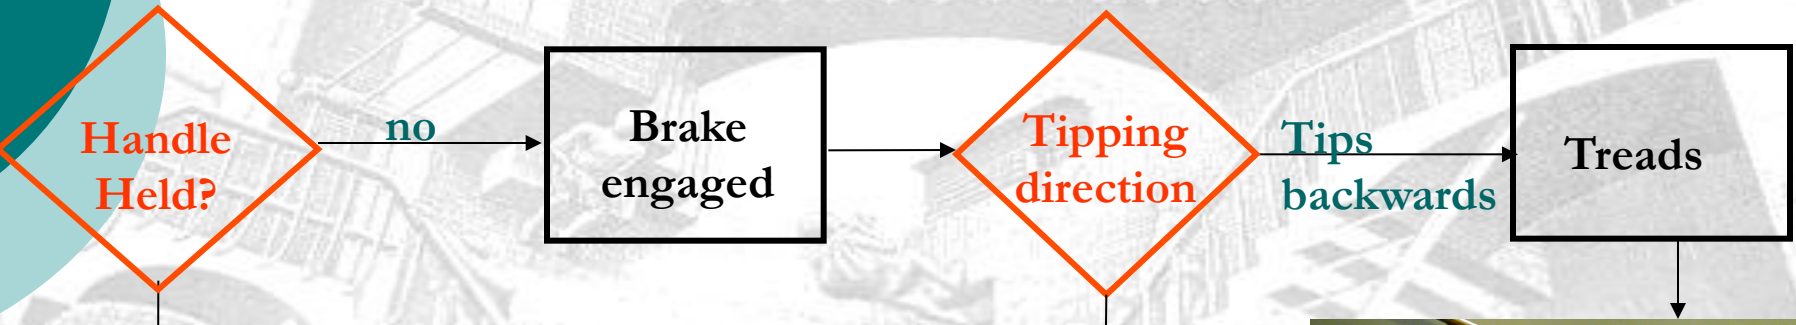 Handle
Held?
no
Brake
engaged
Tipping
direction
Tips
backwards
Treads